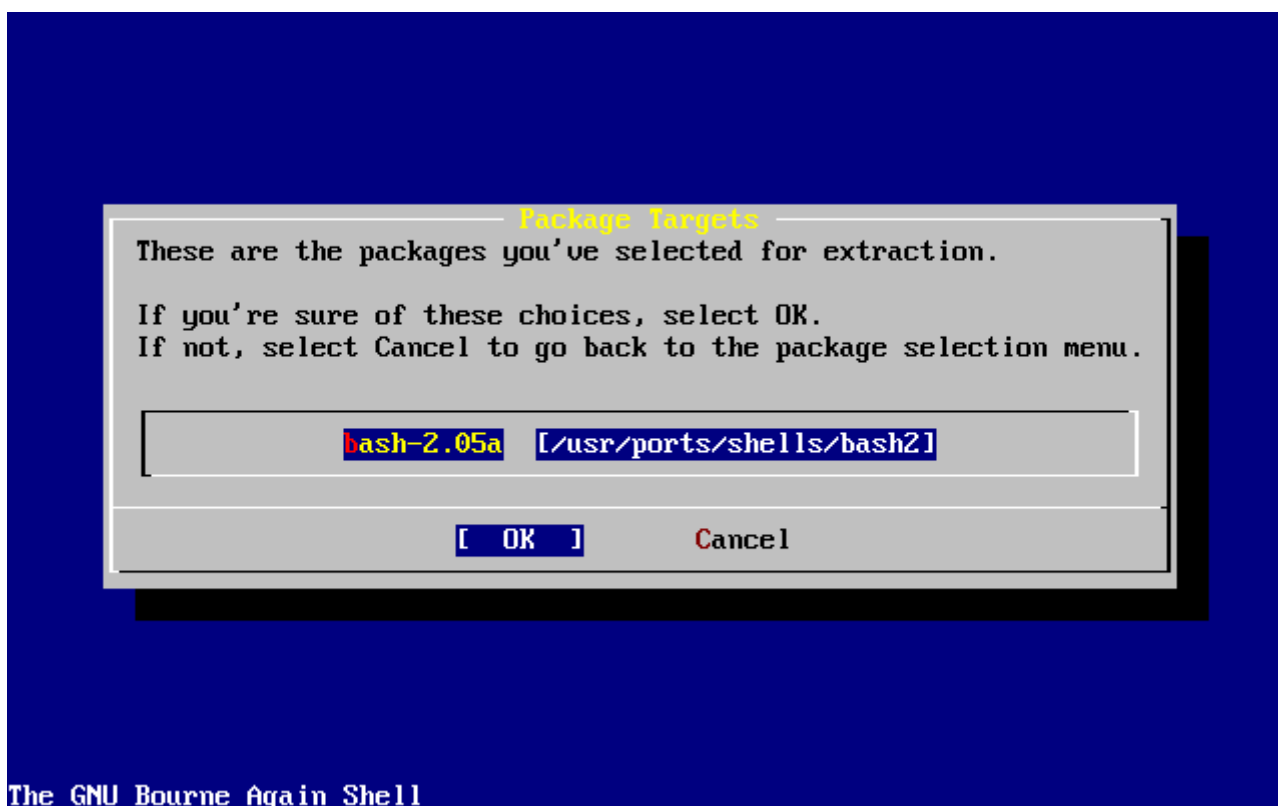 Package Targets
These are the packages you've selected for extraction.
If you're sure of these choices, select OK.
If not, select Cancel to go back to the package selection menu.
bash-2.05a [/usr/ports/shells/bash2]
[ OK ] Cancel
The GNU Bourne Again Shell